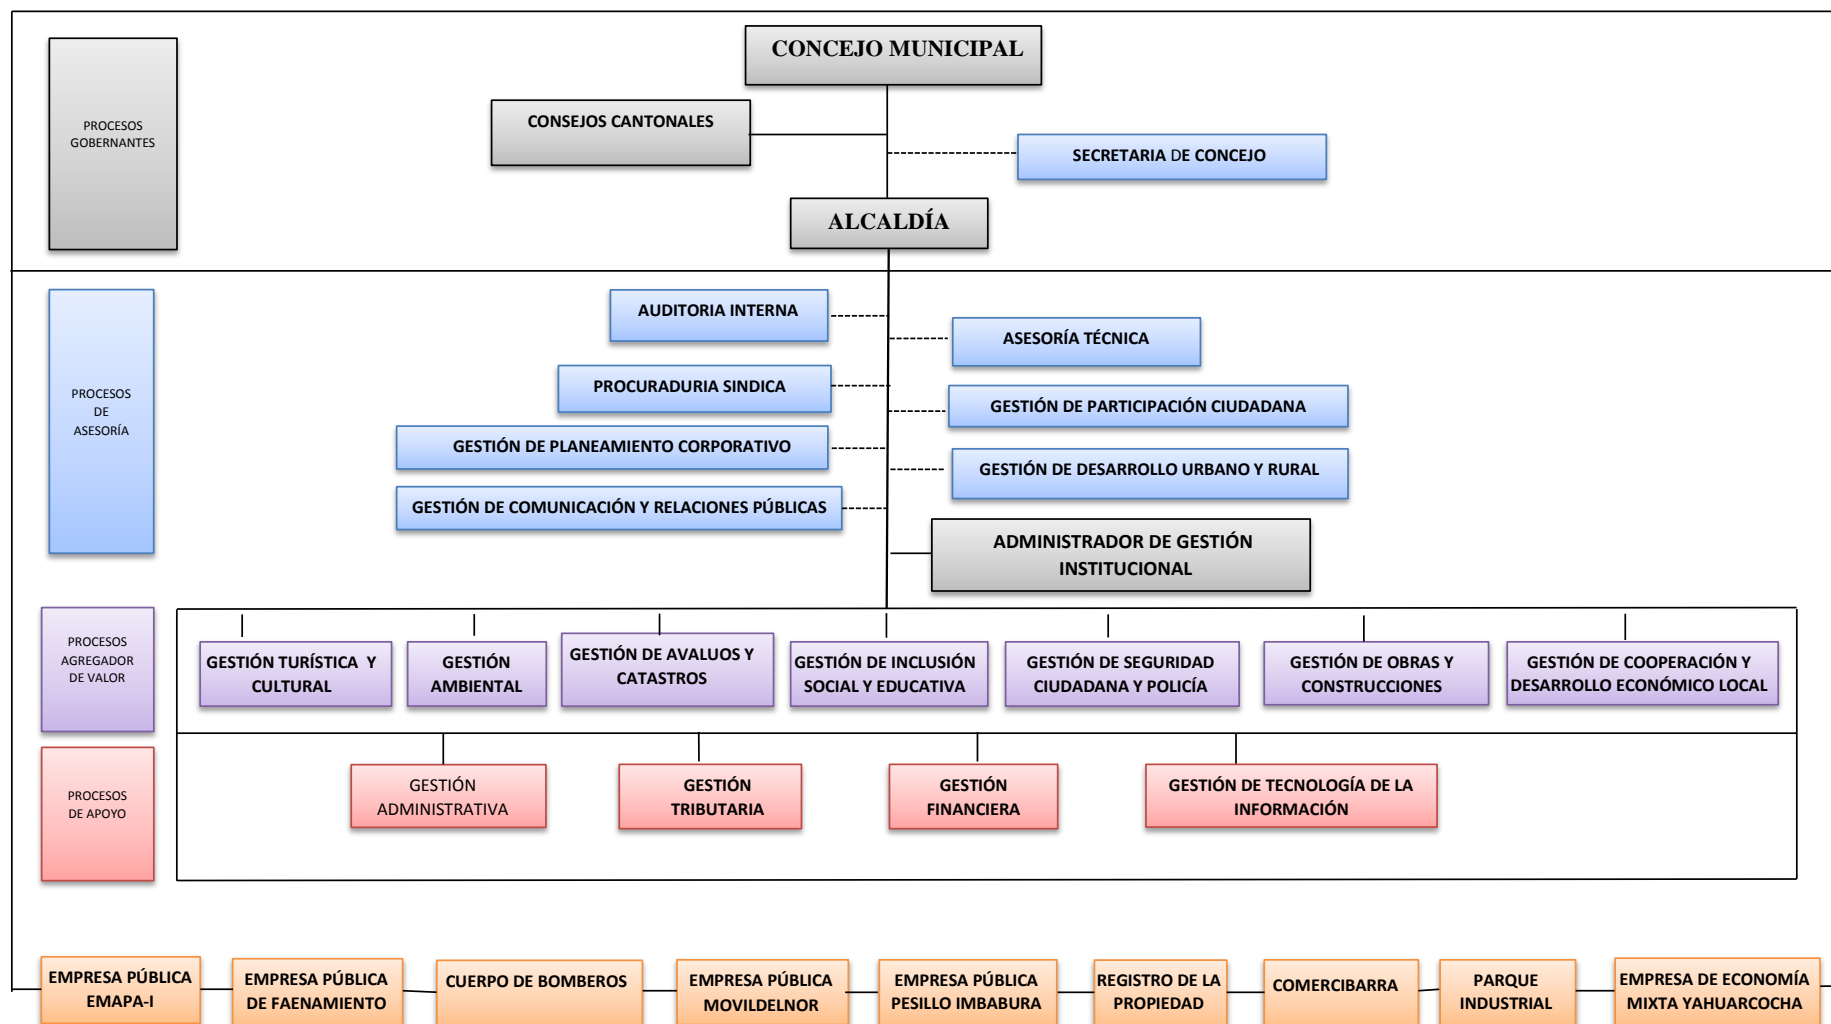 CONCEJO MUNICIPAL
PROCESOS
GOBERNANTES
CONSEJOS CANTONALES
SECRETARIA DE CONCEJO
ALCALDÍA
PROCESOS
DE
ASESORÍA
AUDITORIA INTERNA
ASESORÍA TÉCNICA
PROCURADURIA SINDICA
GESTIÓN DE PARTICIPACIÓN CIUDADANA
GESTIÓN DE PLANEAMIENTO CORPORATIVO
GESTIÓN DE DESARROLLO URBANO Y RURAL
GESTIÓN DE COMUNICACIÓN Y RELACIONES PÚBLICAS
ADMINISTRADOR DE GESTIÓN
INSTITUCIONAL
PROCESOS
AGREGADOR
DE VALOR
GESTIÓN TURÍSTICA Y
CULTURAL
GESTIÓN
AMBIENTAL
GESTIÓN DE AVALUOS Y
CATASTROS
GESTIÓN DE INCLUSIÓN
SOCIAL Y EDUCATIVA
GESTIÓN DE SEGURIDAD
CIUDADANA Y POLICÍA
GESTIÓN DE OBRAS Y
CONSTRUCCIONES
GESTIÓN DE COOPERACIÓN Y
DESARROLLO ECONÓMICO LOCAL
PROCESOS
DE APOYO
GESTIÓN
ADMINISTRATIVA
GESTIÓN
TRIBUTARIA
GESTIÓN
FINANCIERA
GESTIÓN DE TECNOLOGÍA DE LA
INFORMACIÓN
EMPRESA PÚBLICA
EMAPA-I
EMPRESA PÚBLICA
DE FAENAMIENTO
CUERPO DE BOMBEROS
EMPRESA PÚBLICA
MOVILDELNOR
EMPRESA PÚBLICA
PESILLO IMBABURA
REGISTRO DE LA
PROPIEDAD
COMERCIBARRA
PARQUE
INDUSTRIAL
EMPRESA DE ECONOMÍA
MIXTA YAHUARCOCHA